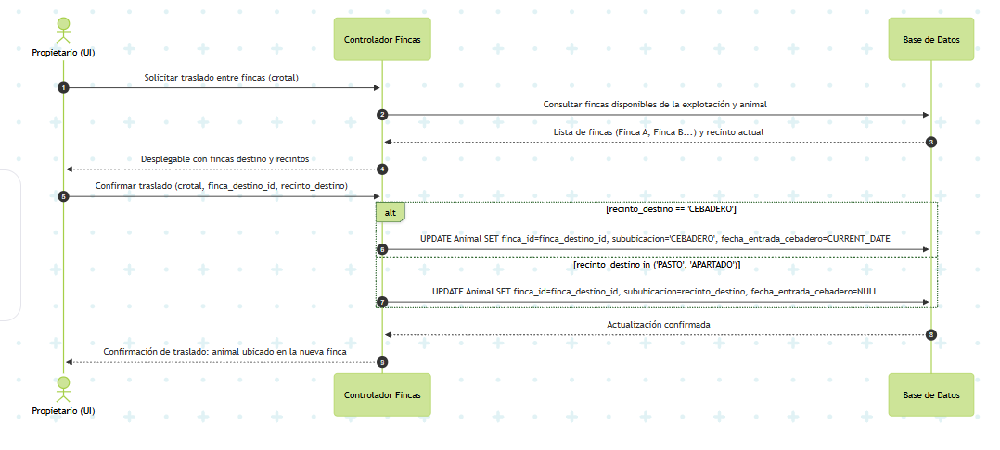 Propietario (UI)
Controlador Fincas
Base de Datos
Solicitar traslado entre fincas (crotal)
1
Consultar fincas disponibles de la explotación y animal
2
Lista de fincas (Finca A, Finca B...) y recinto actual
3
Desplegable con fincas destino y recintos
4
Confirmar traslado (crotal, finca_destino_id, recinto_destino)
5
alt
[recinto_destino == 'CEBADERO']
UPDATE Animal SET finca_id=finca_destino_id, sububicacion='CEBADERO', fecha_entrada_cebadero=CURRENT_DATE
6
[recinto_destino in ('PASTO', 'APARTADO')]
UPDATE Animal SET finca_id=finca_destino_id, sububicacion=recinto_destino, fecha_entrada_cebadero=NULL
7
Actualización confirmada
8
Confirmación de traslado: animal ubicado en la nueva finca
9
Propietario (UI)
Controlador Fincas
Base de Datos